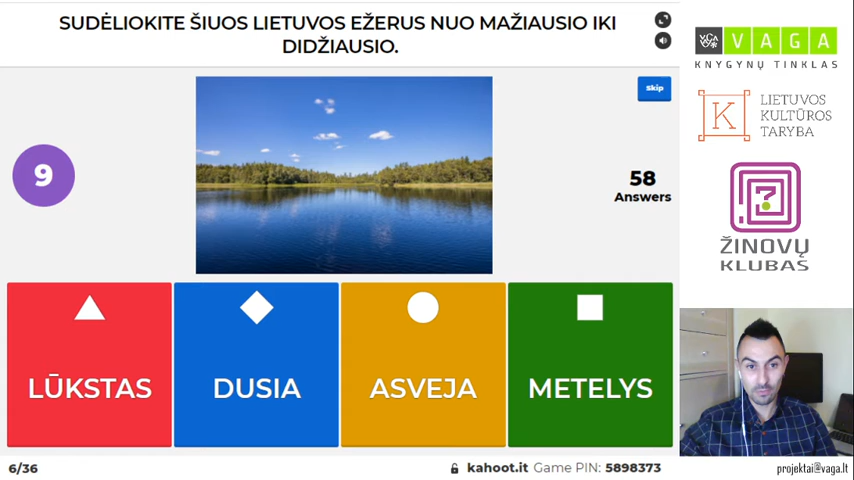 SUDĖLIOKITE ŠIUOS LIETUVOS EŽERUS NUO MAŽIAUSIO IKI
DIDŽIAUSIO.
Skip
9
58
Answers
LŪKSTAS
DUSIA
ASVEJA
METELYS
6/36
kahoot.it Game PIN: 5898373
VAGA
KNYGYNŲ TINKLAS
K
LIETUVOS
KULTŪROS
TARYBA
?
ŽINOVŲ
KLUBAS
projektai@vaga.lt